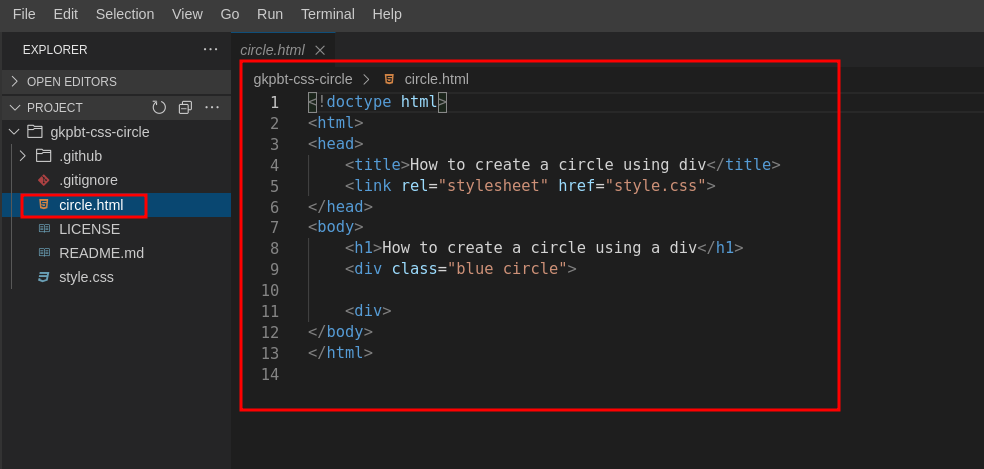 File Edit Selection View Go Run Terminal Help
EXPLORER ...
OPEN EDITORS
PROJECT ...
gkpbt-css-circle
.github
.gitignore
circle.html
LICENSE
README.md
style.css
circle.html
gkpbt-css-circle > circle.html
1 <!doctype html>
2 <html>
3 <head>
4     <title>How to create a circle using div</title>
5     <link rel="stylesheet" href="style.css">
6 </head>
7 <body>
8     <h1>How to create a circle using a div</h1>
9     <div class="blue circle">
10
11     <div>
12 </body>
13 </html>
14